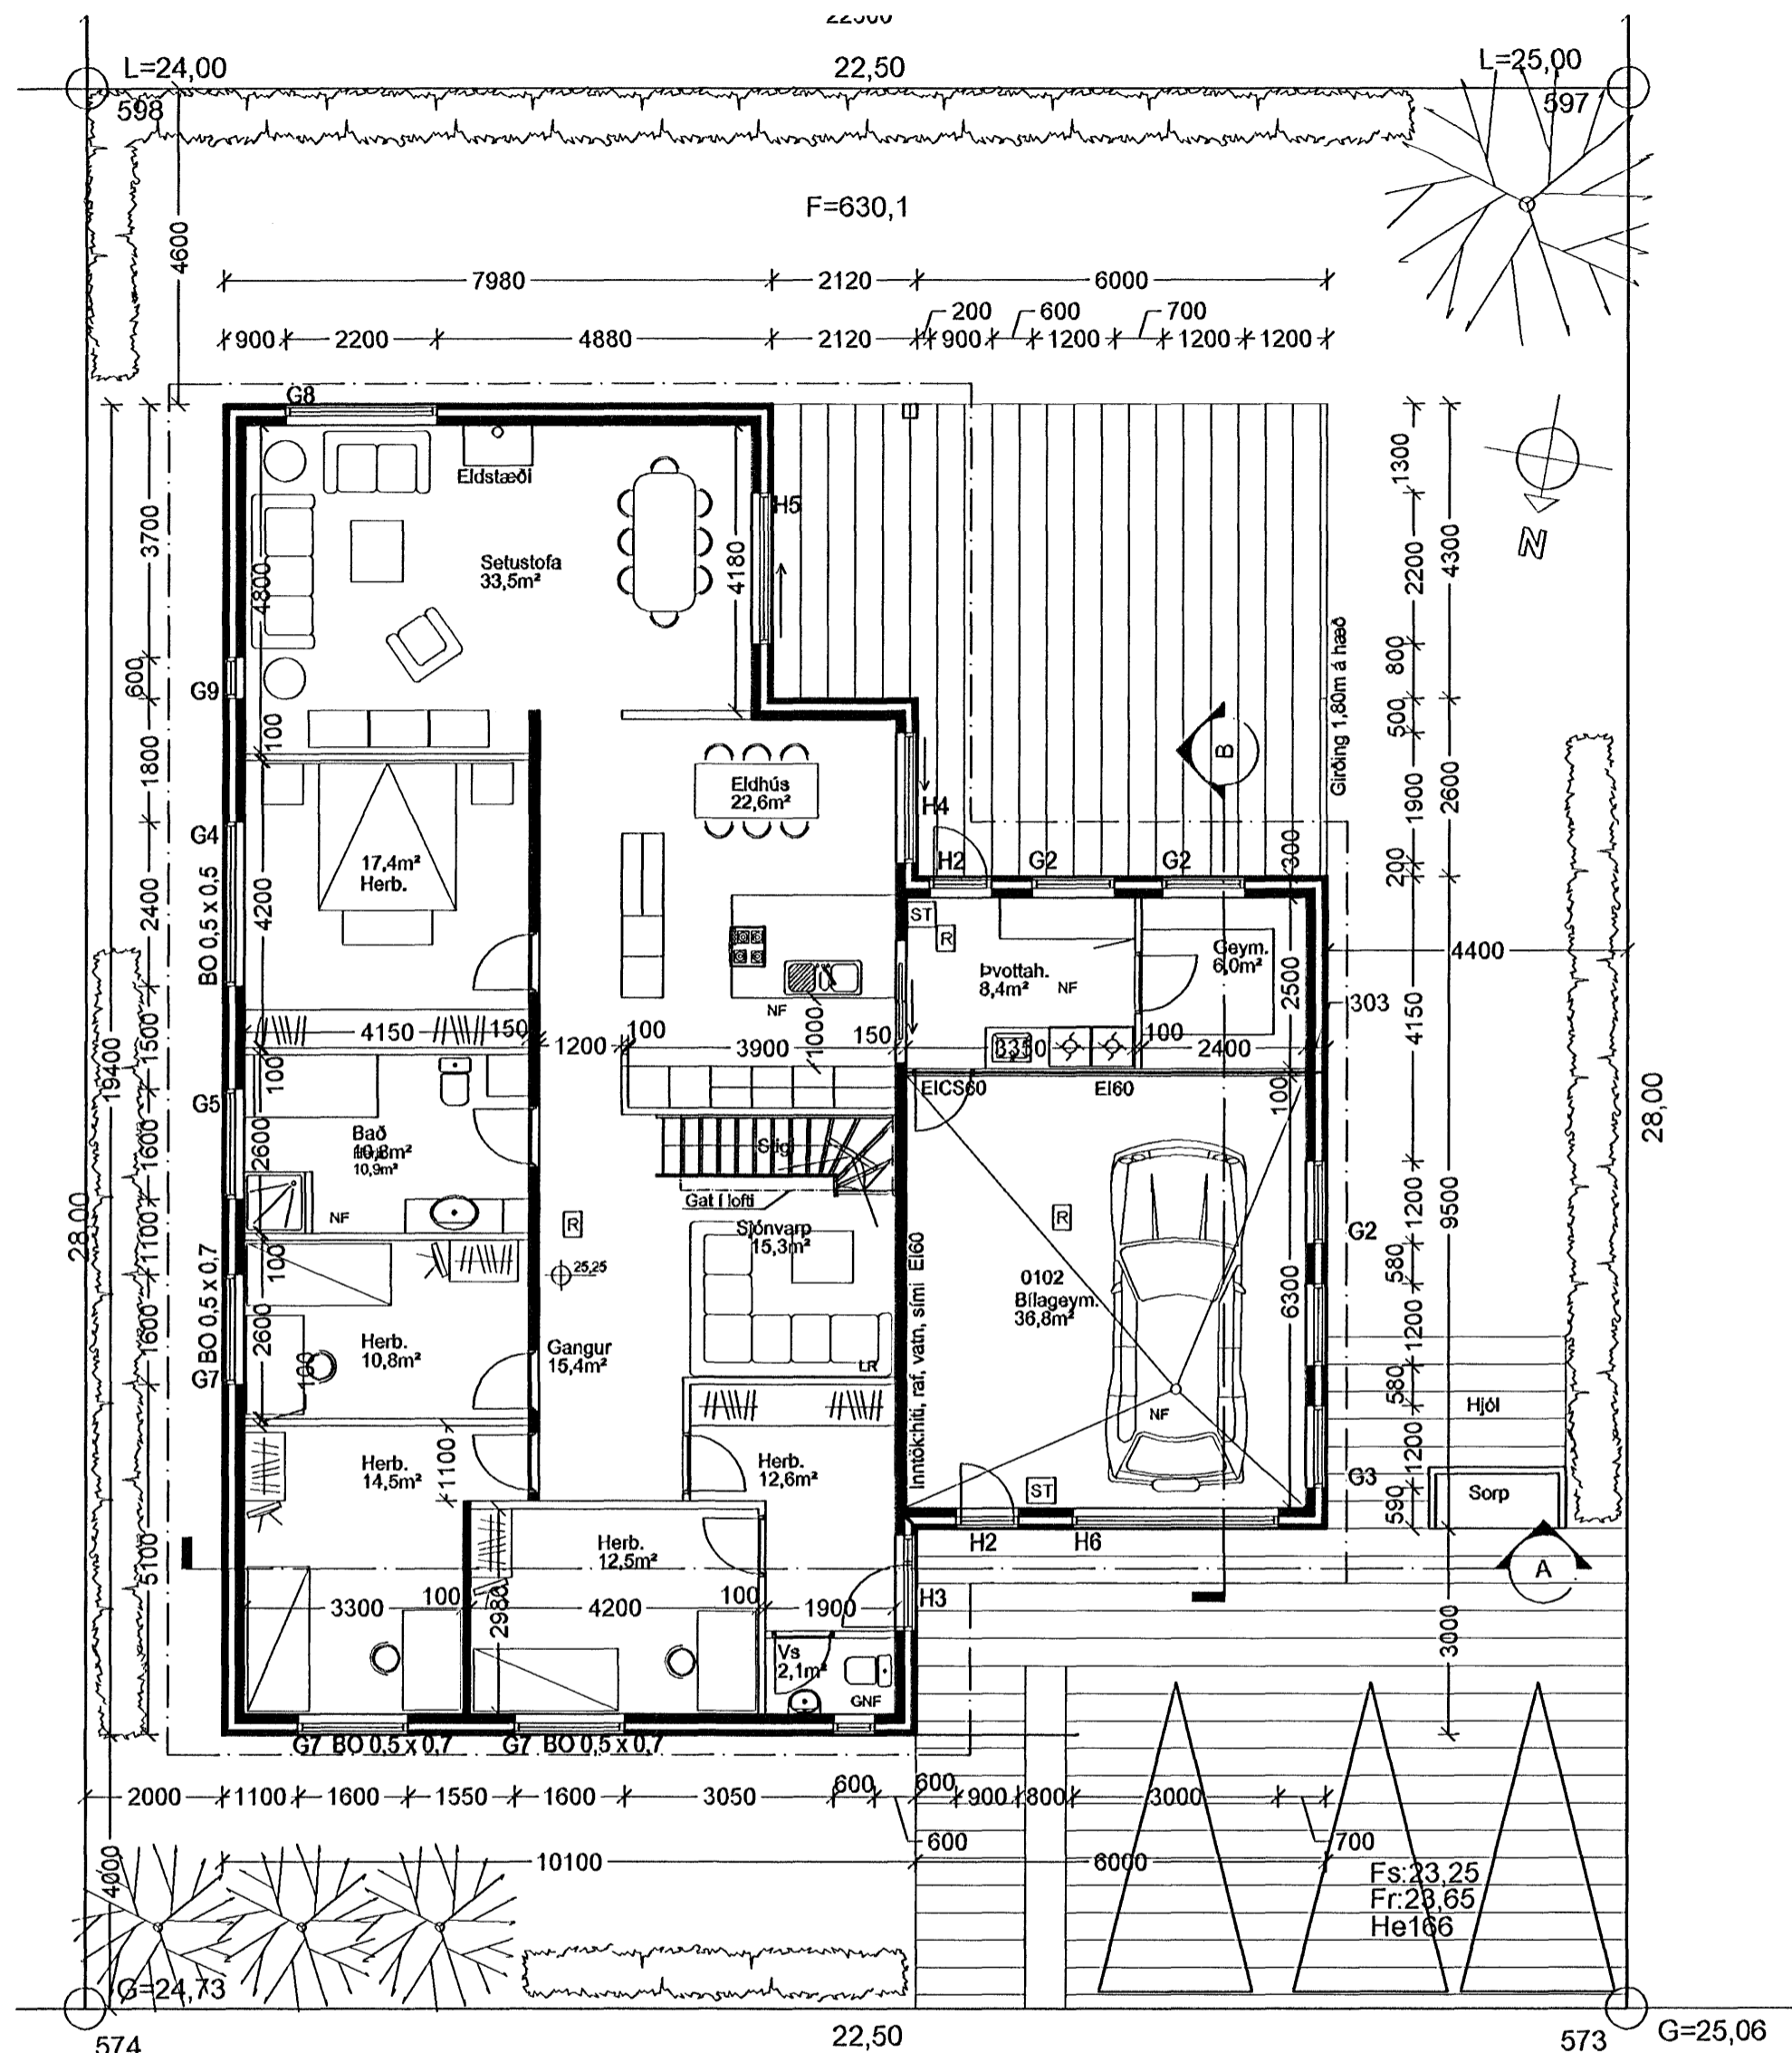 L=24,00
22,50
L=25,00
598
597
F=630,1
4600
7980
2120
6000
200
600
700
900
2200
4880
2120
900
1200
1200
1200
G8
Eldstæði
H5
Setustofa
33,5m²
4800
4180
3700
600
G9
100
1800
1300
2200
4300
800
500
N
Girðing 1,80m á hæð
B
Eldhús
22,6m²
H4
1900
2600
G4
BO 0,5 x 0,5
2400
17,4m²
Herb.
4200
H2
G2
G2
300
200
ST
R
Þvottah.
8,4m²
NF
Geym.
6,0m²
2500
4400
303
4150
NF
1000
4150
150
1200
100
3900
150
3350
100
2400
19400
1500
100
G5
EICS60
EI60
100
28,00
Bað
10,9m²
2600
1600
NF
Stigi
Gat í lofti
R
Sjónvarp
15,3m²
25,25
R
1200
G2
9500
28,00
1100
100
580
0102
Bílageym.
36,8m²
6300
Inntök:hiti, raf, vatn, sími EI60
1200
BO 0,5 x 0,7
G7
1600
2600
100
Herb.
10,8m²
Gangur
15,4m²
LR
580
NF
Hjól
Herb.
14,5m²
1100
Herb.
12,6m²
1200
G3
590
Sorp
ST
H2
H6
Herb.
12,5m²
A
5100
3300
100
2980
4200
100
1900
H3
3000
Vs
2,1m²
GNF
G7 BO 0,5 x 0,7
G7 BO 0,5 x 0,7
2000
1100
1600
1550
1600
3050
600
600
900
800
3000
600
700
4000
10100
6000
Fs:23,25
Fr:23,65
He166
G=24,73
574
22,50
573
G=25,06